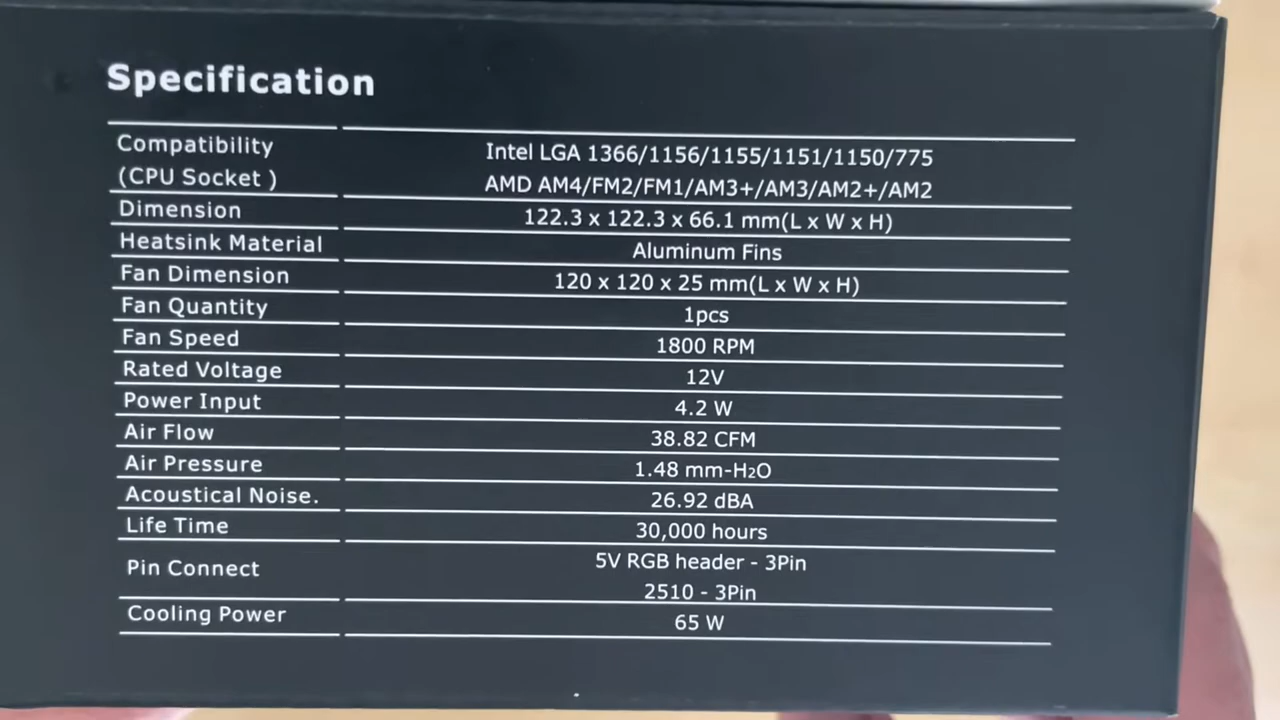 Specification
Compatibility
(CPU Socket )
Intel LGA 1366/1156/1155/1151/1150/775
AMD AM4/FM2/FM1/AM3+/AM3/AM2+/AM2
Dimension 122.3 x 122.3 x 66.1 mm(L x W x H)
Heatsink Material Aluminum Fins
Fan Dimension 120 x 120 x 25 mm(L x W x H)
Fan Quantity 1pcs
Fan Speed 1800 RPM
Rated Voltage 12V
Power Input 4.2 W
Air Flow 38.82 CFM
Air Pressure 1.48 mm-H₂O
Acoustical Noise. 26.92 dBA
Life Time 30,000 hours
Pin Connect
5V RGB header - 3Pin
2510 - 3Pin
Cooling Power 65 W